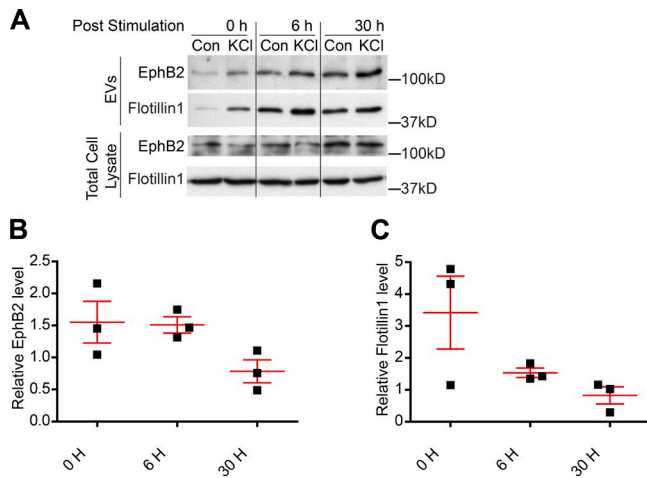 A
Post Stimulation 0 h 6 h 30 h
Con KCl Con KCl Con KCl
EVs
EphB2
100kD
Flotillin1
37kD
Total Cell
Lysate
EphB2
100kD
Flotillin1
37kD
B
Relative EphB2 level
2.5
2.0
1.5
1.0
0.5
0.0
0 H
6 H
30 H
C
Relative Flotillin1 level
5
4
3
2
1
0
0 H
6 H
30 H